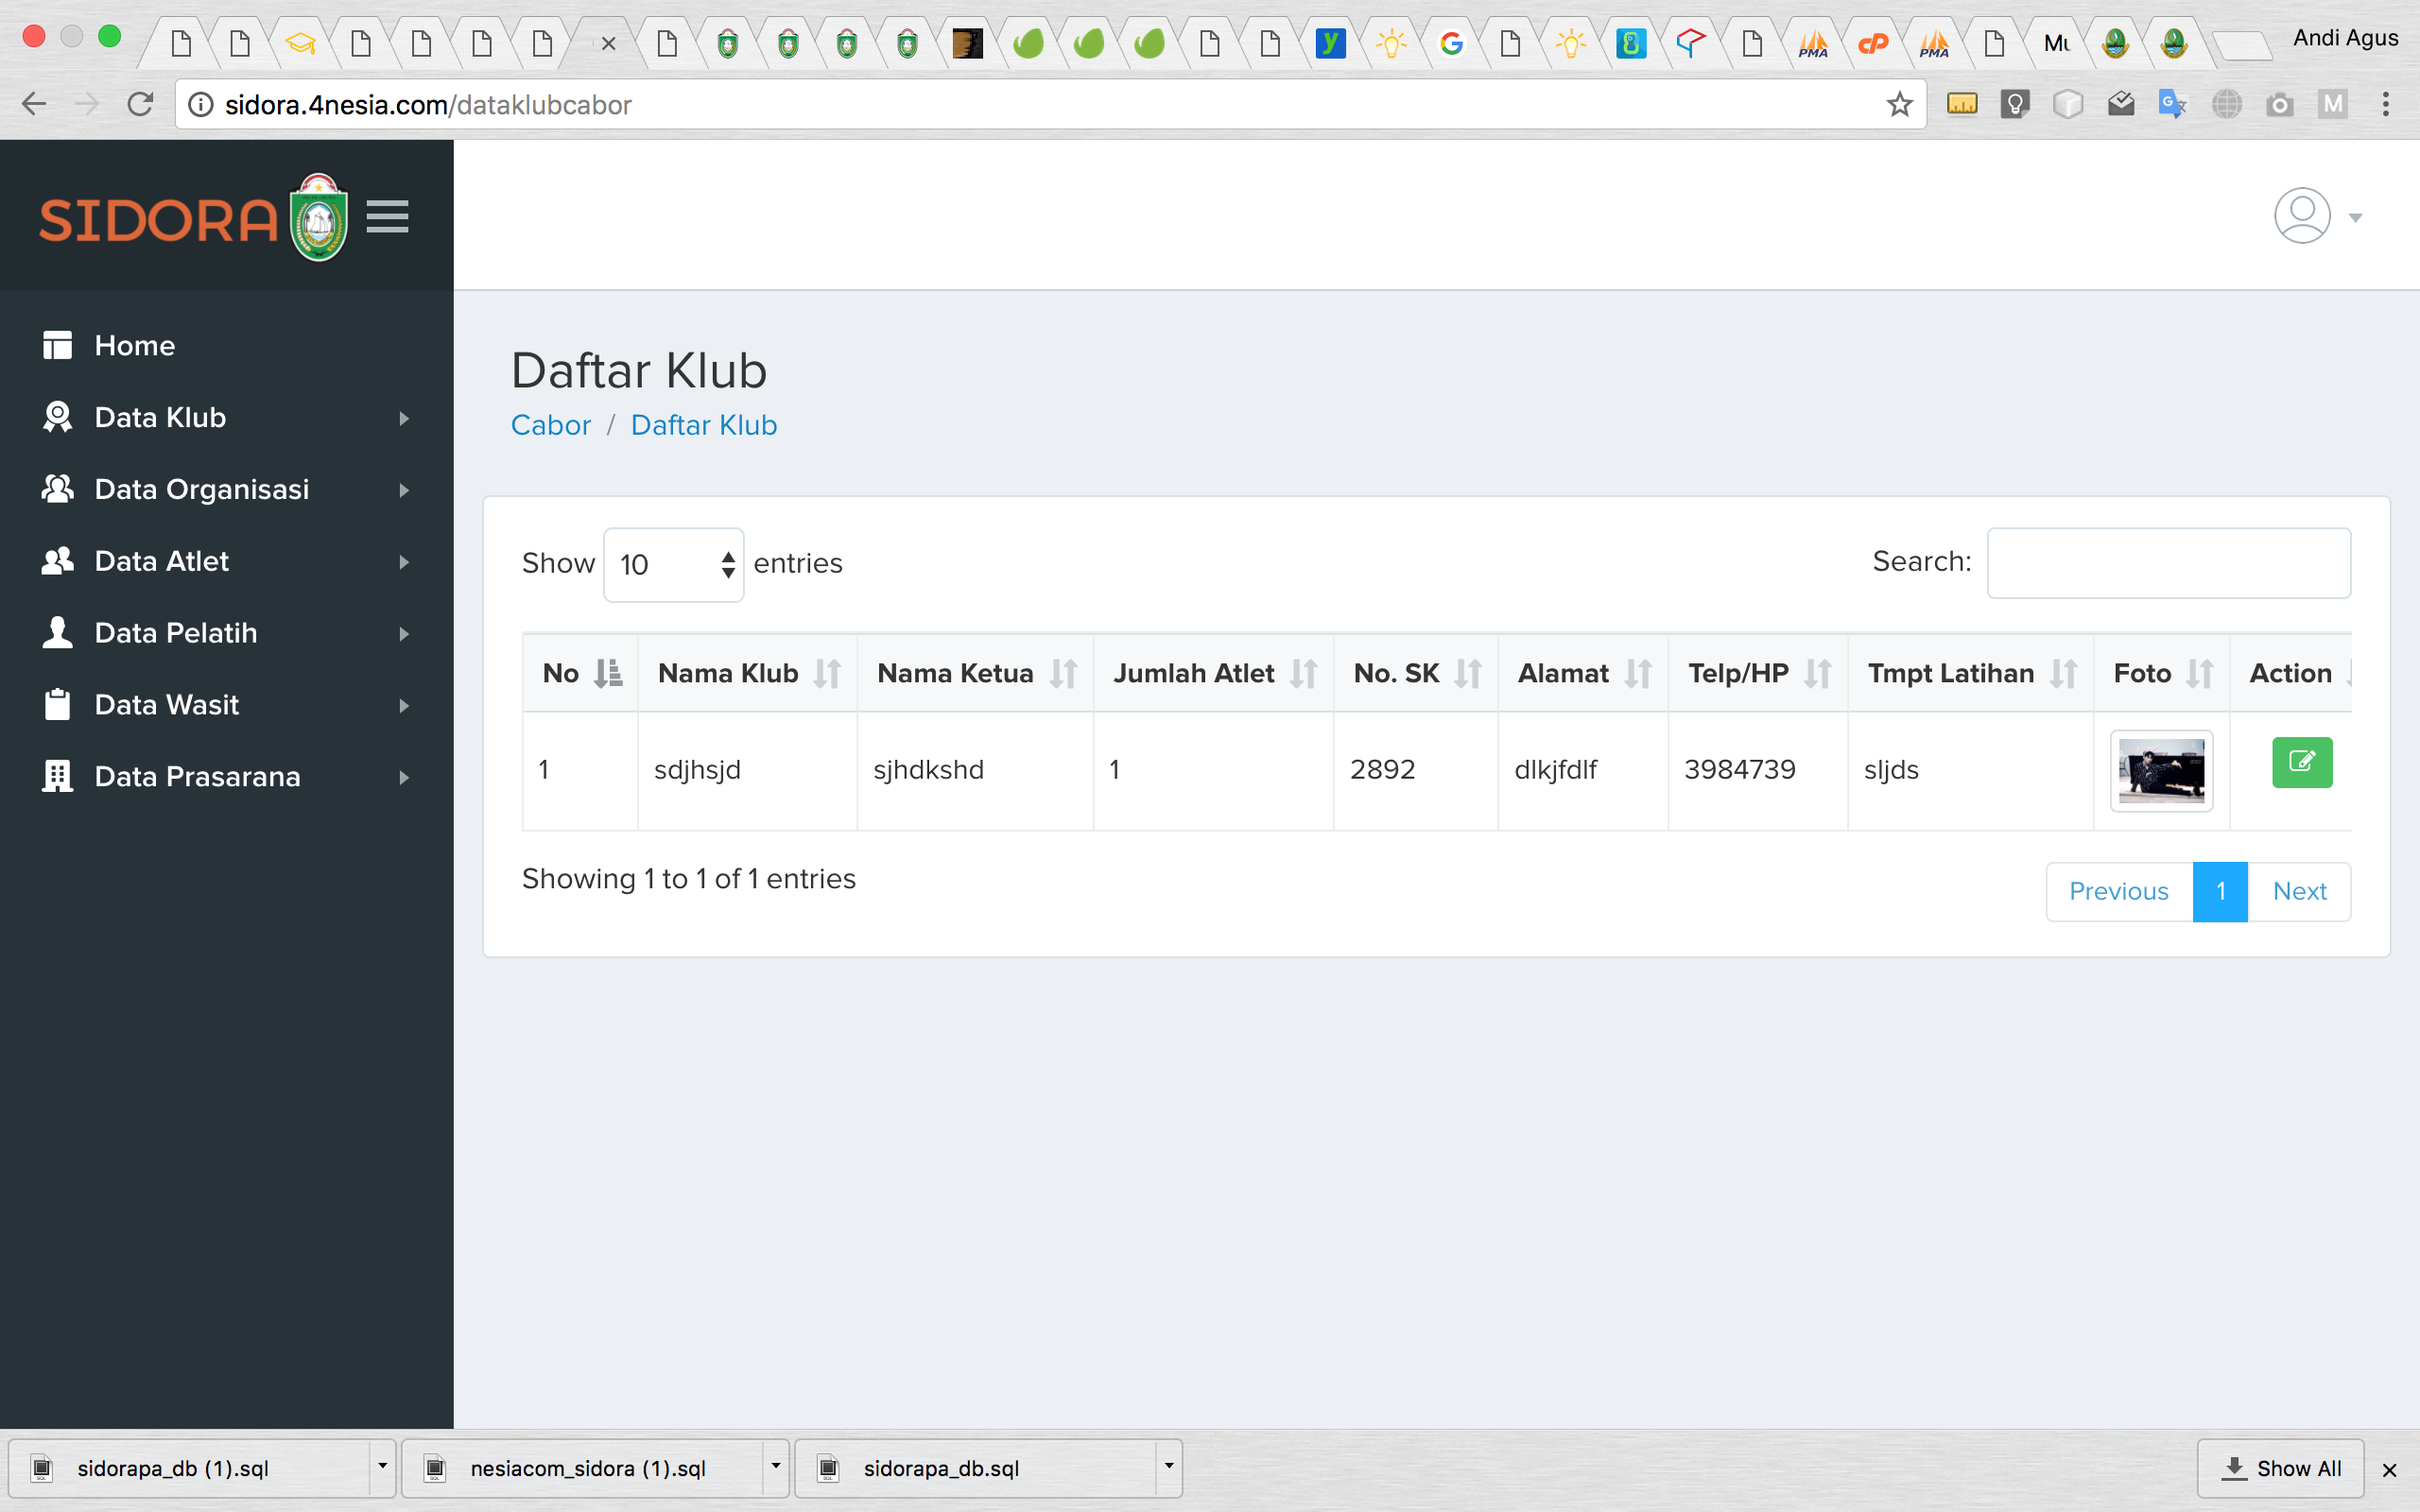 Andi Agus
sidora.4nesia.com/dataklubcabor
SIDORA
Home
Data Klub
Data Organisasi
Data Atlet
Data Pelatih
Data Wasit
Data Prasarana
Daftar Klub
Cabor / Daftar Klub
Show 10 entries
Search:
No Nama Klub Nama Ketua Jumlah Atlet No. SK Alamat Telp/HP Tmpt Latihan Foto Action
1 sdjhsjd sjhdkshd 1 2892 dlkjfdlf 3984739 sljds
Showing 1 to 1 of 1 entries
Previous 1 Next
sidorapa_db (1).sql
nesiacom_sidora (1).sql
sidorapa_db.sql
Show All